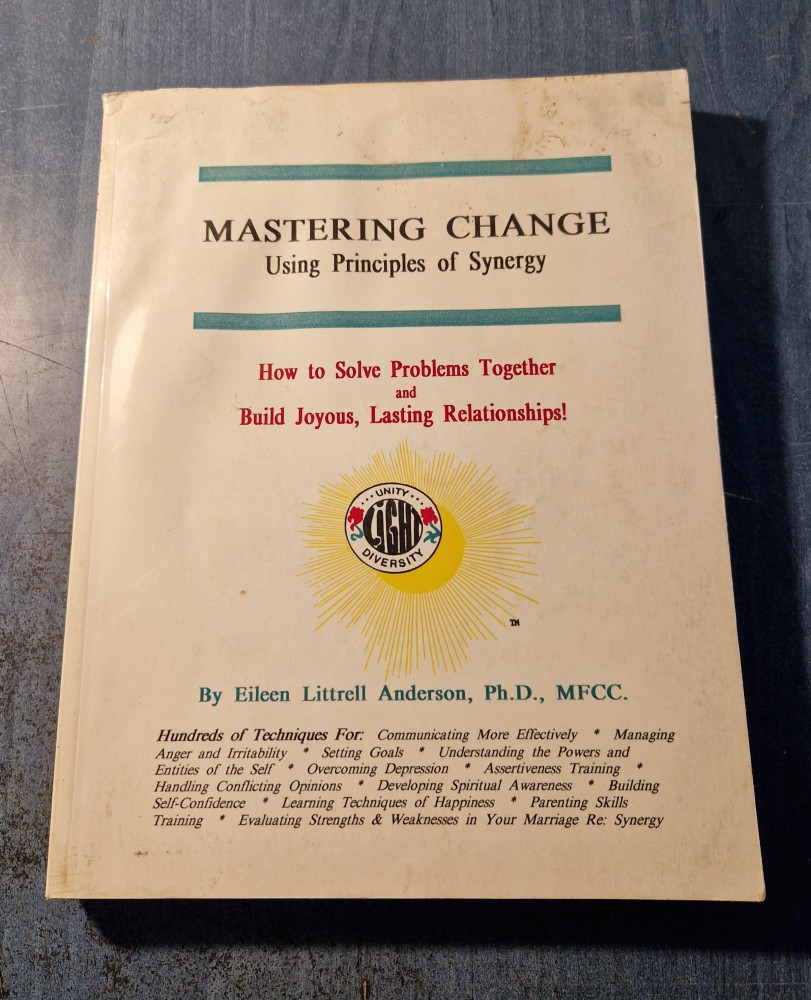 MASTERING CHANGE
Using Principles of Synergy
How to Solve Problems Together
and
Build Joyous, Lasting Relationships!
UNITY
LIGHT
DIVERSITY
TM
By Eileen Littrell Anderson, Ph.D., MFCC.
Hundreds of Techniques For: Communicating More Effectively * Managing
Anger and Irritability * Setting Goals * Understanding the Powers and
Entities of the Self * Overcoming Depression * Assertiveness Training *
Handling Conflicting Opinions * Developing Spiritual Awareness * Building
Self-Confidence * Learning Techniques of Happiness * Parenting Skills
Training * Evaluating Strengths & Weaknesses in Your Marriage Re: Synergy